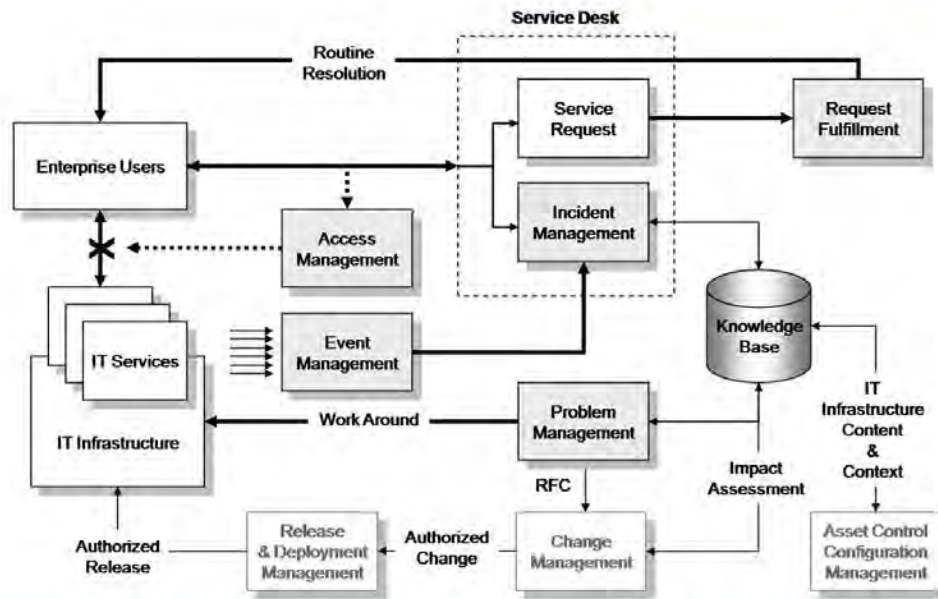 Service Desk
Routine
Resolution
Service
Request
Request
Fulfillment
Enterprise Users
Incident
Management
Access
Management
Knowledge
Base
IT Services
Event
Management
IT Infrastructure
Work Around
Problem
Management
IT
Infrastructure
Content
&
Context
RFC
Impact
Assessment
Authorized
Release
Release
& Deployment
Management
Authorized
Change
Change
Management
Asset Control
Configuration
Management